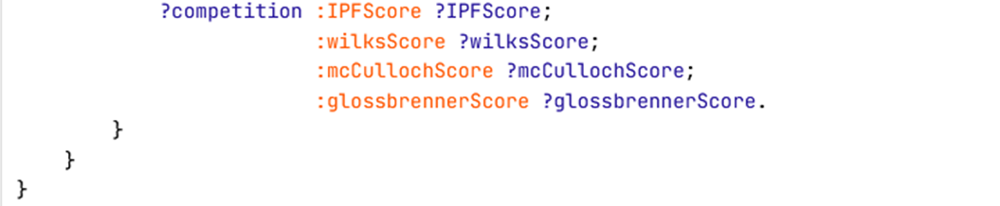 ?competition :IPFScore ?IPFScore;
:wilksScore ?wilksScore;
:mcCullochScore ?mcCullochScore;
:glossbrennerScore ?glossbrennerScore.
}
}
}